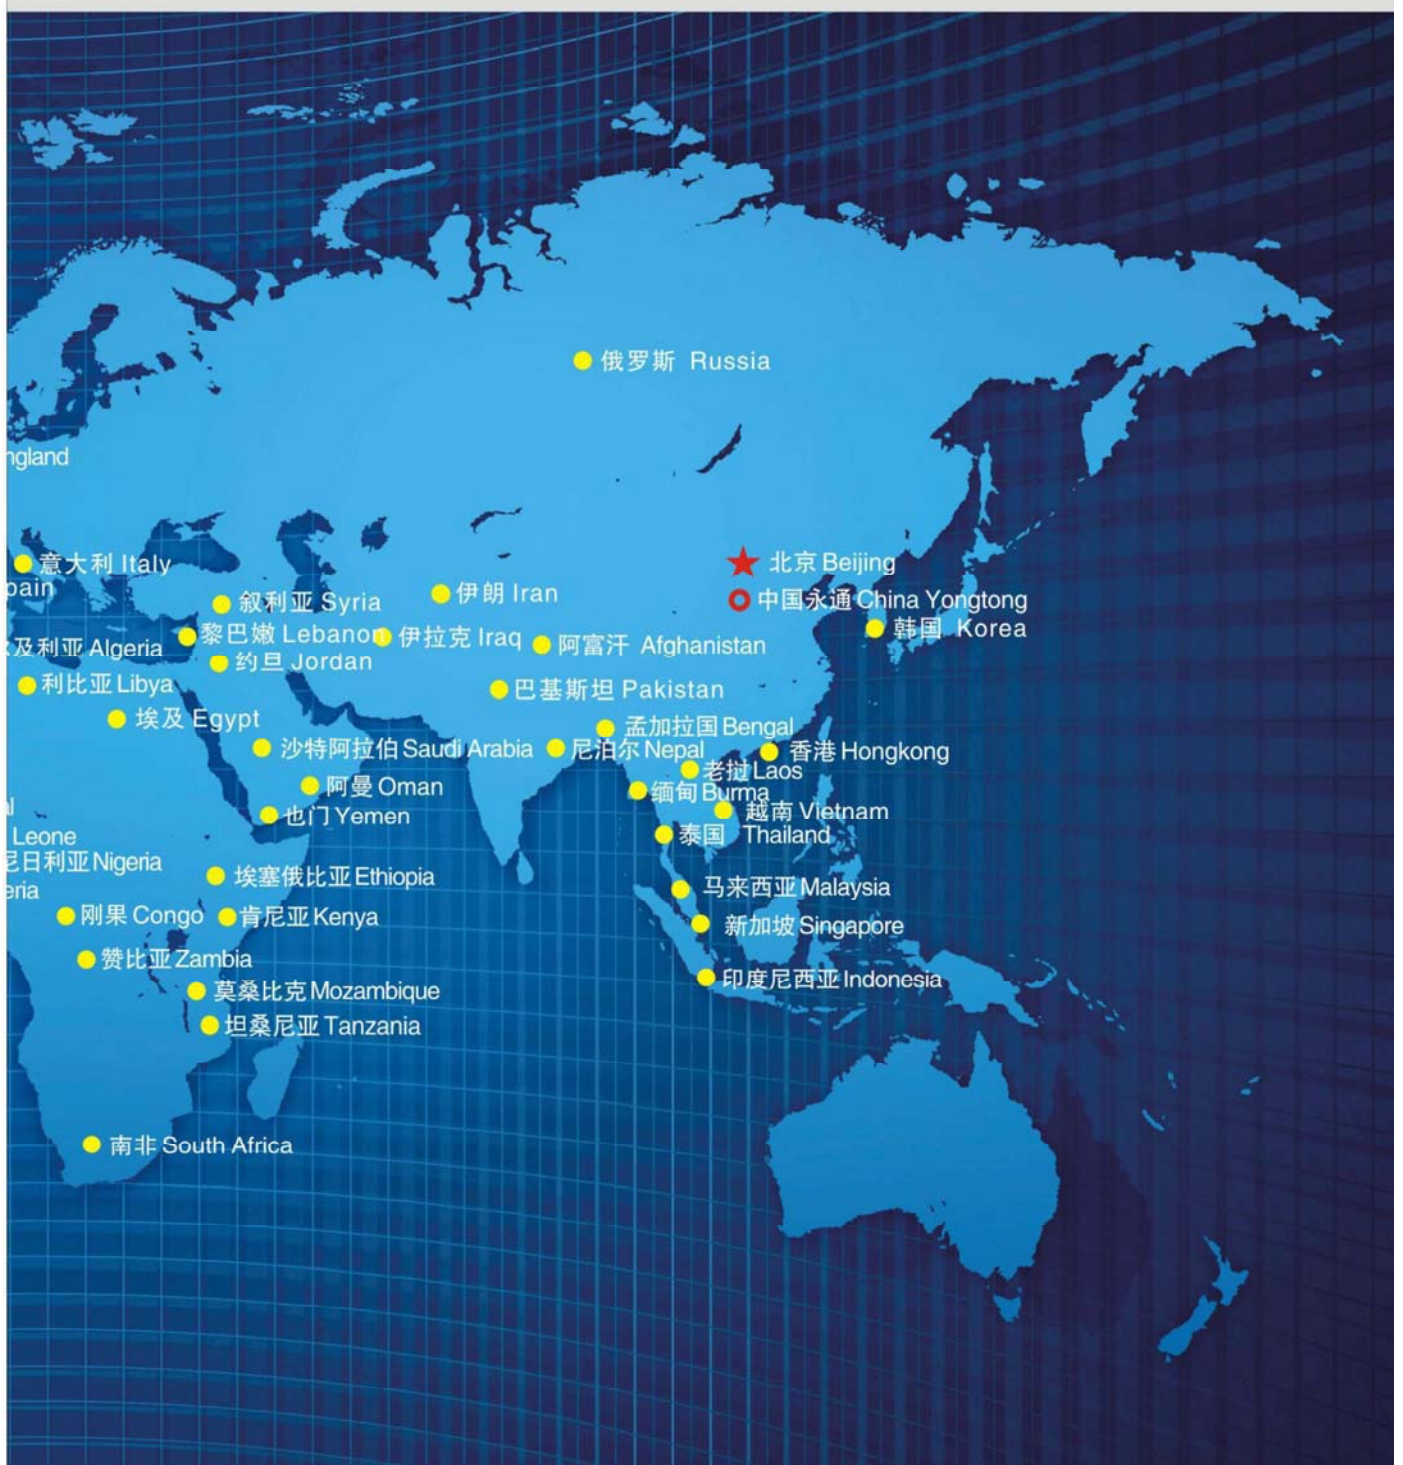 俄罗斯 Russia
ngland
意大利 Italy
pain
北京 Beijing
叙利亚 Syria
伊朗 Iran
中国永通 China Yongtong
黎巴嫩 Lebanon
伊拉克 Iraq
阿富汗 Afghanistan
韩国 Korea
及利亚 Algeria
约旦 Jordan
利比亚 Libya
巴基斯坦 Pakistan
埃及 Egypt
孟加拉国 Bengal
沙特阿拉伯 Saudi Arabia
尼泊尔 Nepal
香港 Hongkong
老挝 Laos
阿曼 Oman
缅甸 Burma
也门 Yemen
越南 Vietnam
泰国 Thailand
Leone
尼日利亚 Nigeria
埃塞俄比亚 Ethiopia
马来西亚 Malaysia
eria
刚果 Congo
肯尼亚 Kenya
新加坡 Singapore
赞比亚 Zambia
印度尼西亚 Indonesia
莫桑比克 Mozambique
坦桑尼亚 Tanzania
南非 South Africa